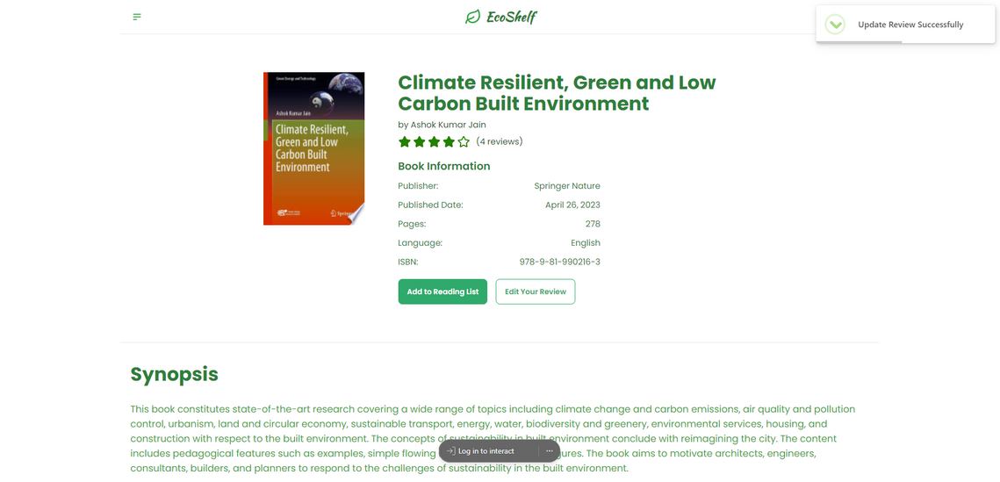 EcoShelf
Update Review Successfully
Green Energy and Technology
Ashok Kumar Jain
Climate Resilient,
Green and Low
Carbon Built
Environment
Springer
Climate Resilient, Green and Low
Carbon Built Environment
by Ashok Kumar Jain
(4 reviews)
Book Information
Publisher: Springer Nature
Published Date: April 26, 2023
Pages: 278
Language: English
ISBN: 978-9-81-990216-3
Add to Reading List Edit Your Review
Synopsis
This book constitutes state-of-the-art research covering a wide range of topics including climate change and carbon emissions, air quality and pollution
control, urbanism, land and circular economy, sustainable transport, energy, water, biodiversity and greenery, environmental services, housing, and
construction with respect to the built environment. The concepts of sustainability in built environment conclude with reimagining the city. The content
includes pedagogical features such as examples, simple flowing gures. The book aims to motivate architects, engineers,
Log in to interact ...
consultants, builders, and planners to respond to the challenges of sustainability in the built environment.